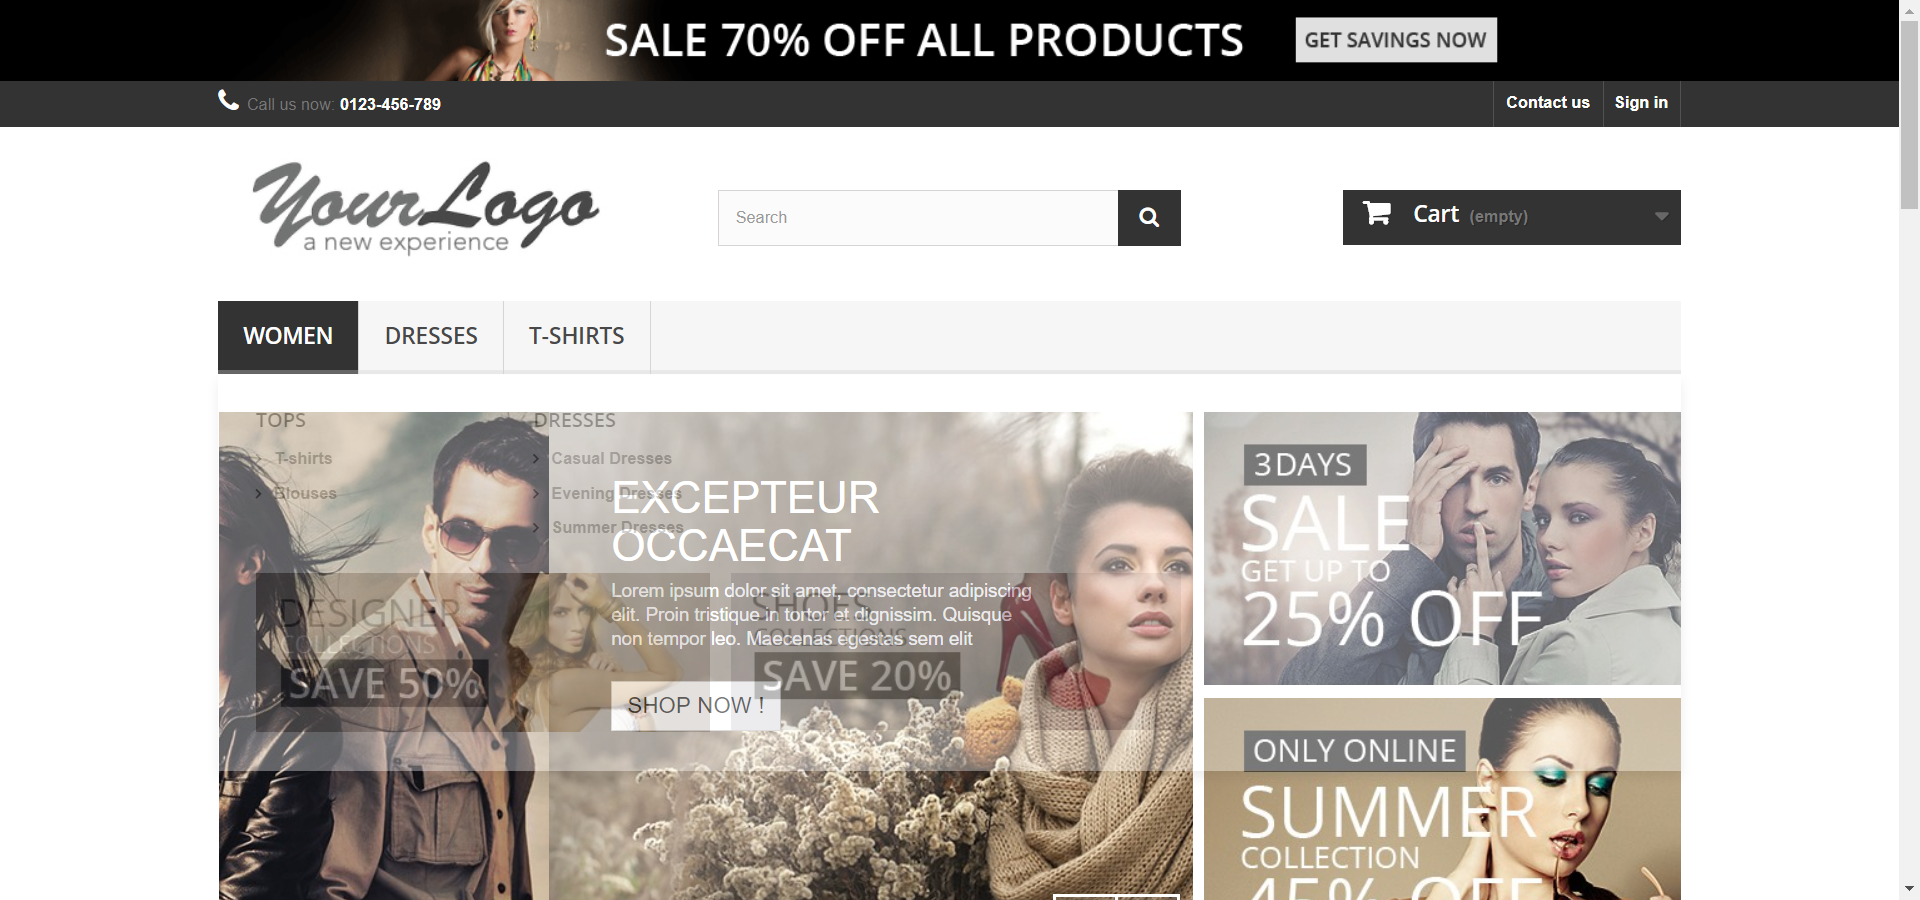 SALE 70% OFF ALL PRODUCTS
GET SAVINGS NOW
Call us now: 0123-456-789
Contact us
Sign in
YourLogo
a new experience
Search
Cart (empty)
WOMEN
DRESSES
T-SHIRTS
TOPS
T-shirts
Blouses
DRESSES
Casual Dresses
Evening Dresses
Summer Dresses
EXCEPTEUR
OCCAECAT
Lorem ipsum dolor sit amet, consectetur adipiscing
elit. Proin tristique in tortor et dignissim. Quisque
non tempor leo. Maecenas egestas sem elit
SHOP NOW !
DESIGNER
COLLECTIONS
SAVE 50%
SHOES
COLLECTIONS
SAVE 20%
3 DAYS
SALE
GET UP TO
25% OFF
ONLY ONLINE
SUMMER
COLLECTION
45% OFF